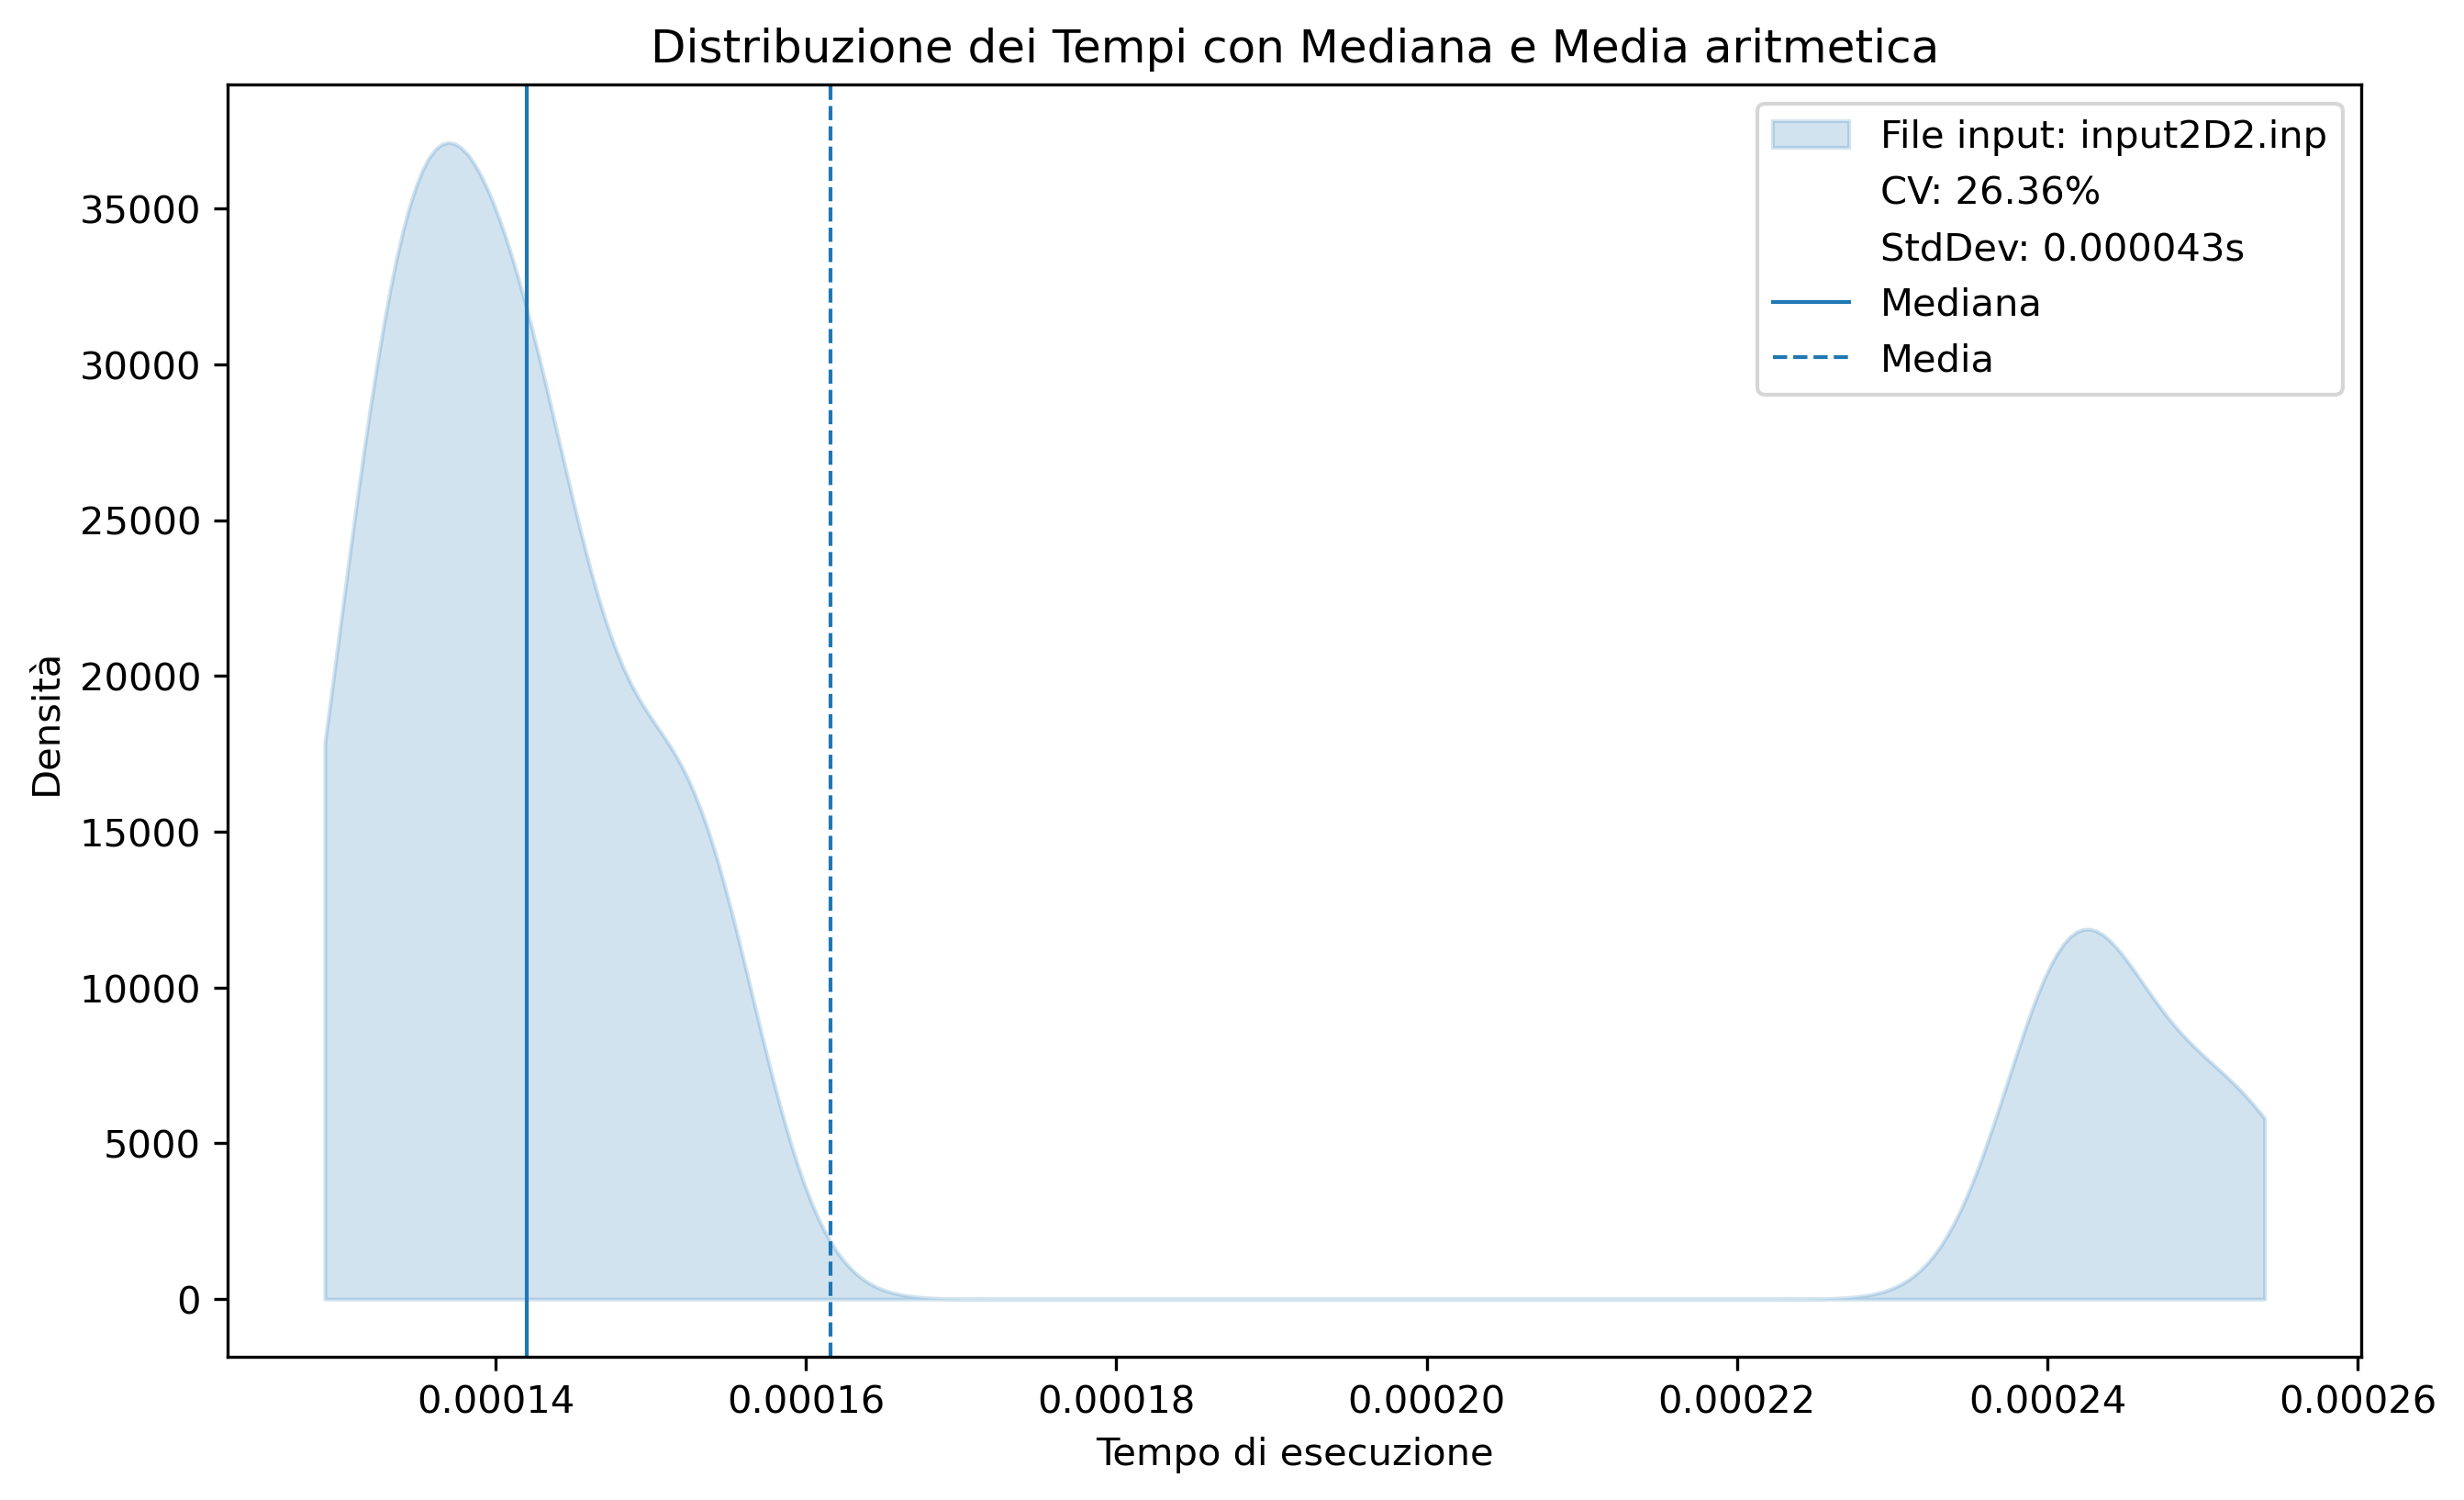 Distribuzione dei Tempi con Mediana e Media aritmetica
File input: input2D2.inp
CV: 26.36%
StdDev: 0.000043s
Mediana
Media
Densità
35000
30000
25000
20000
15000
10000
5000
0
0.00014
0.00016
0.00018
0.00020
0.00022
0.00024
0.00026
Tempo di esecuzione